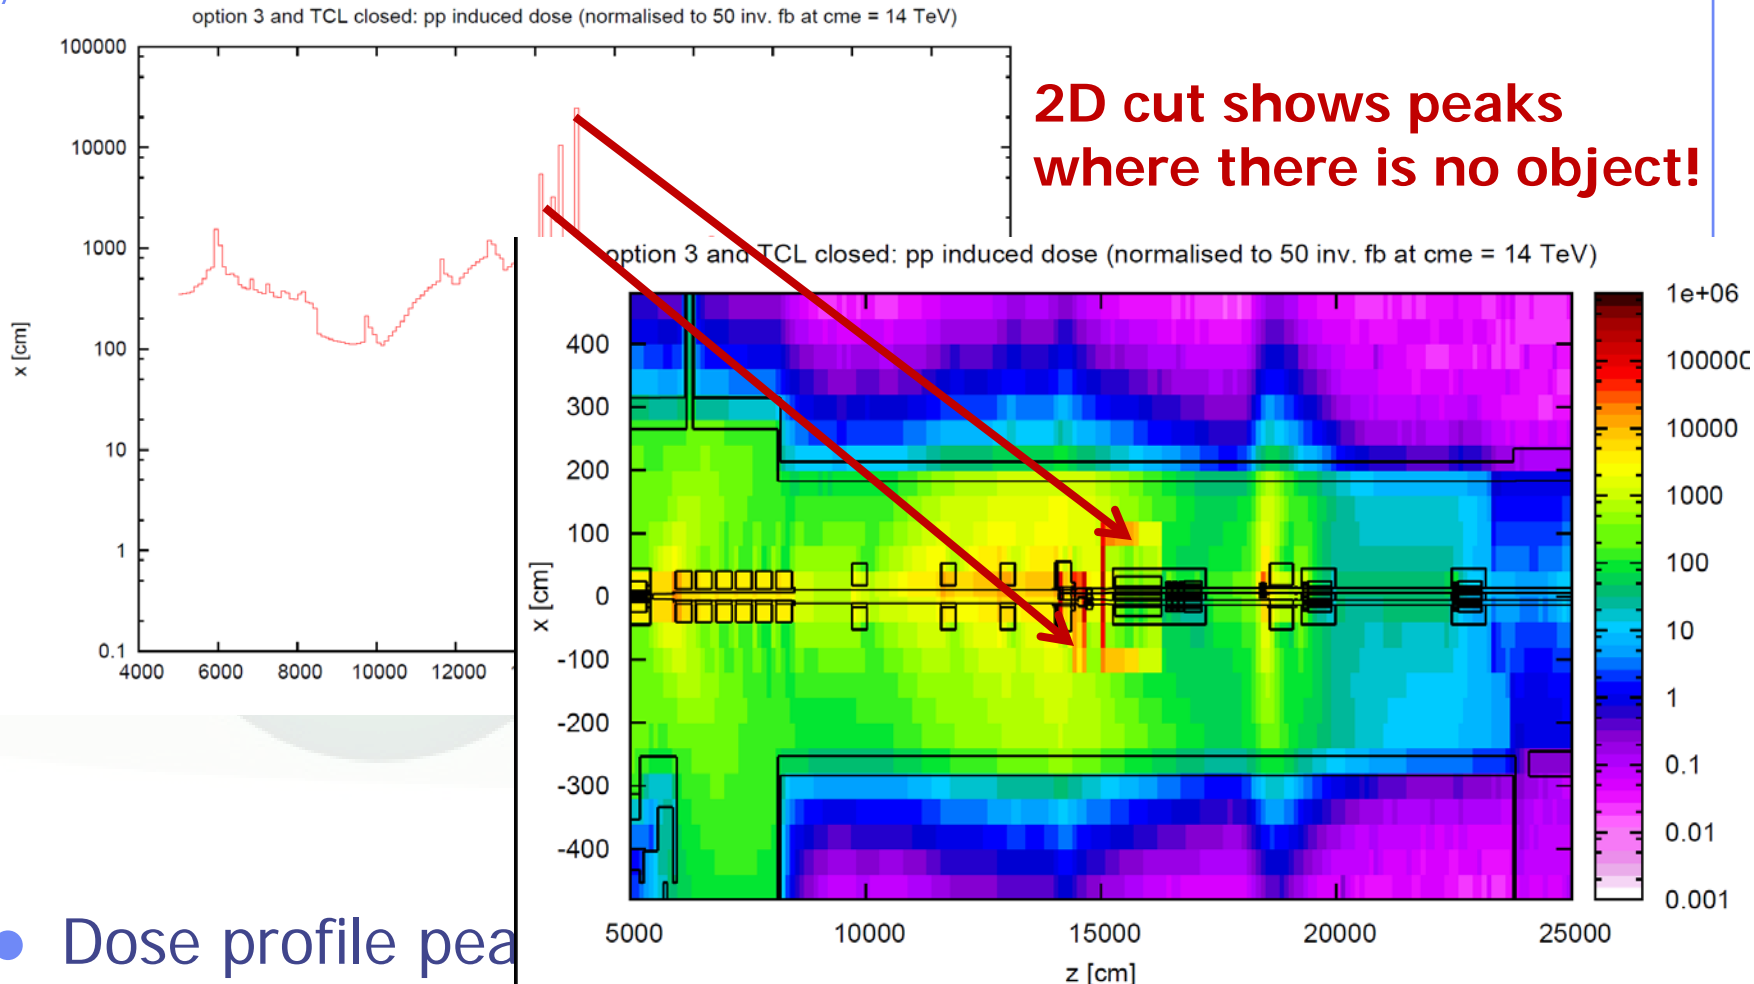 option 3 and TCL closed: pp induced dose (normalised to 50 inv. fb at cme = 14 TeV)
100000
10000
1000
100
10
1
0.1
x [cm]
4000 6000 8000 10000 12000
2D cut shows peaks
where there is no object!
option 3 and TCL closed: pp induced dose (normalised to 50 inv. fb at cme = 14 TeV)
400
300
200
100
0
-100
-200
-300
-400
x [cm]
5000 10000 15000 20000 25000
z [cm]
1e+06
100000
10000
1000
100
10
1
0.1
0.01
0.001
Dose profile pea